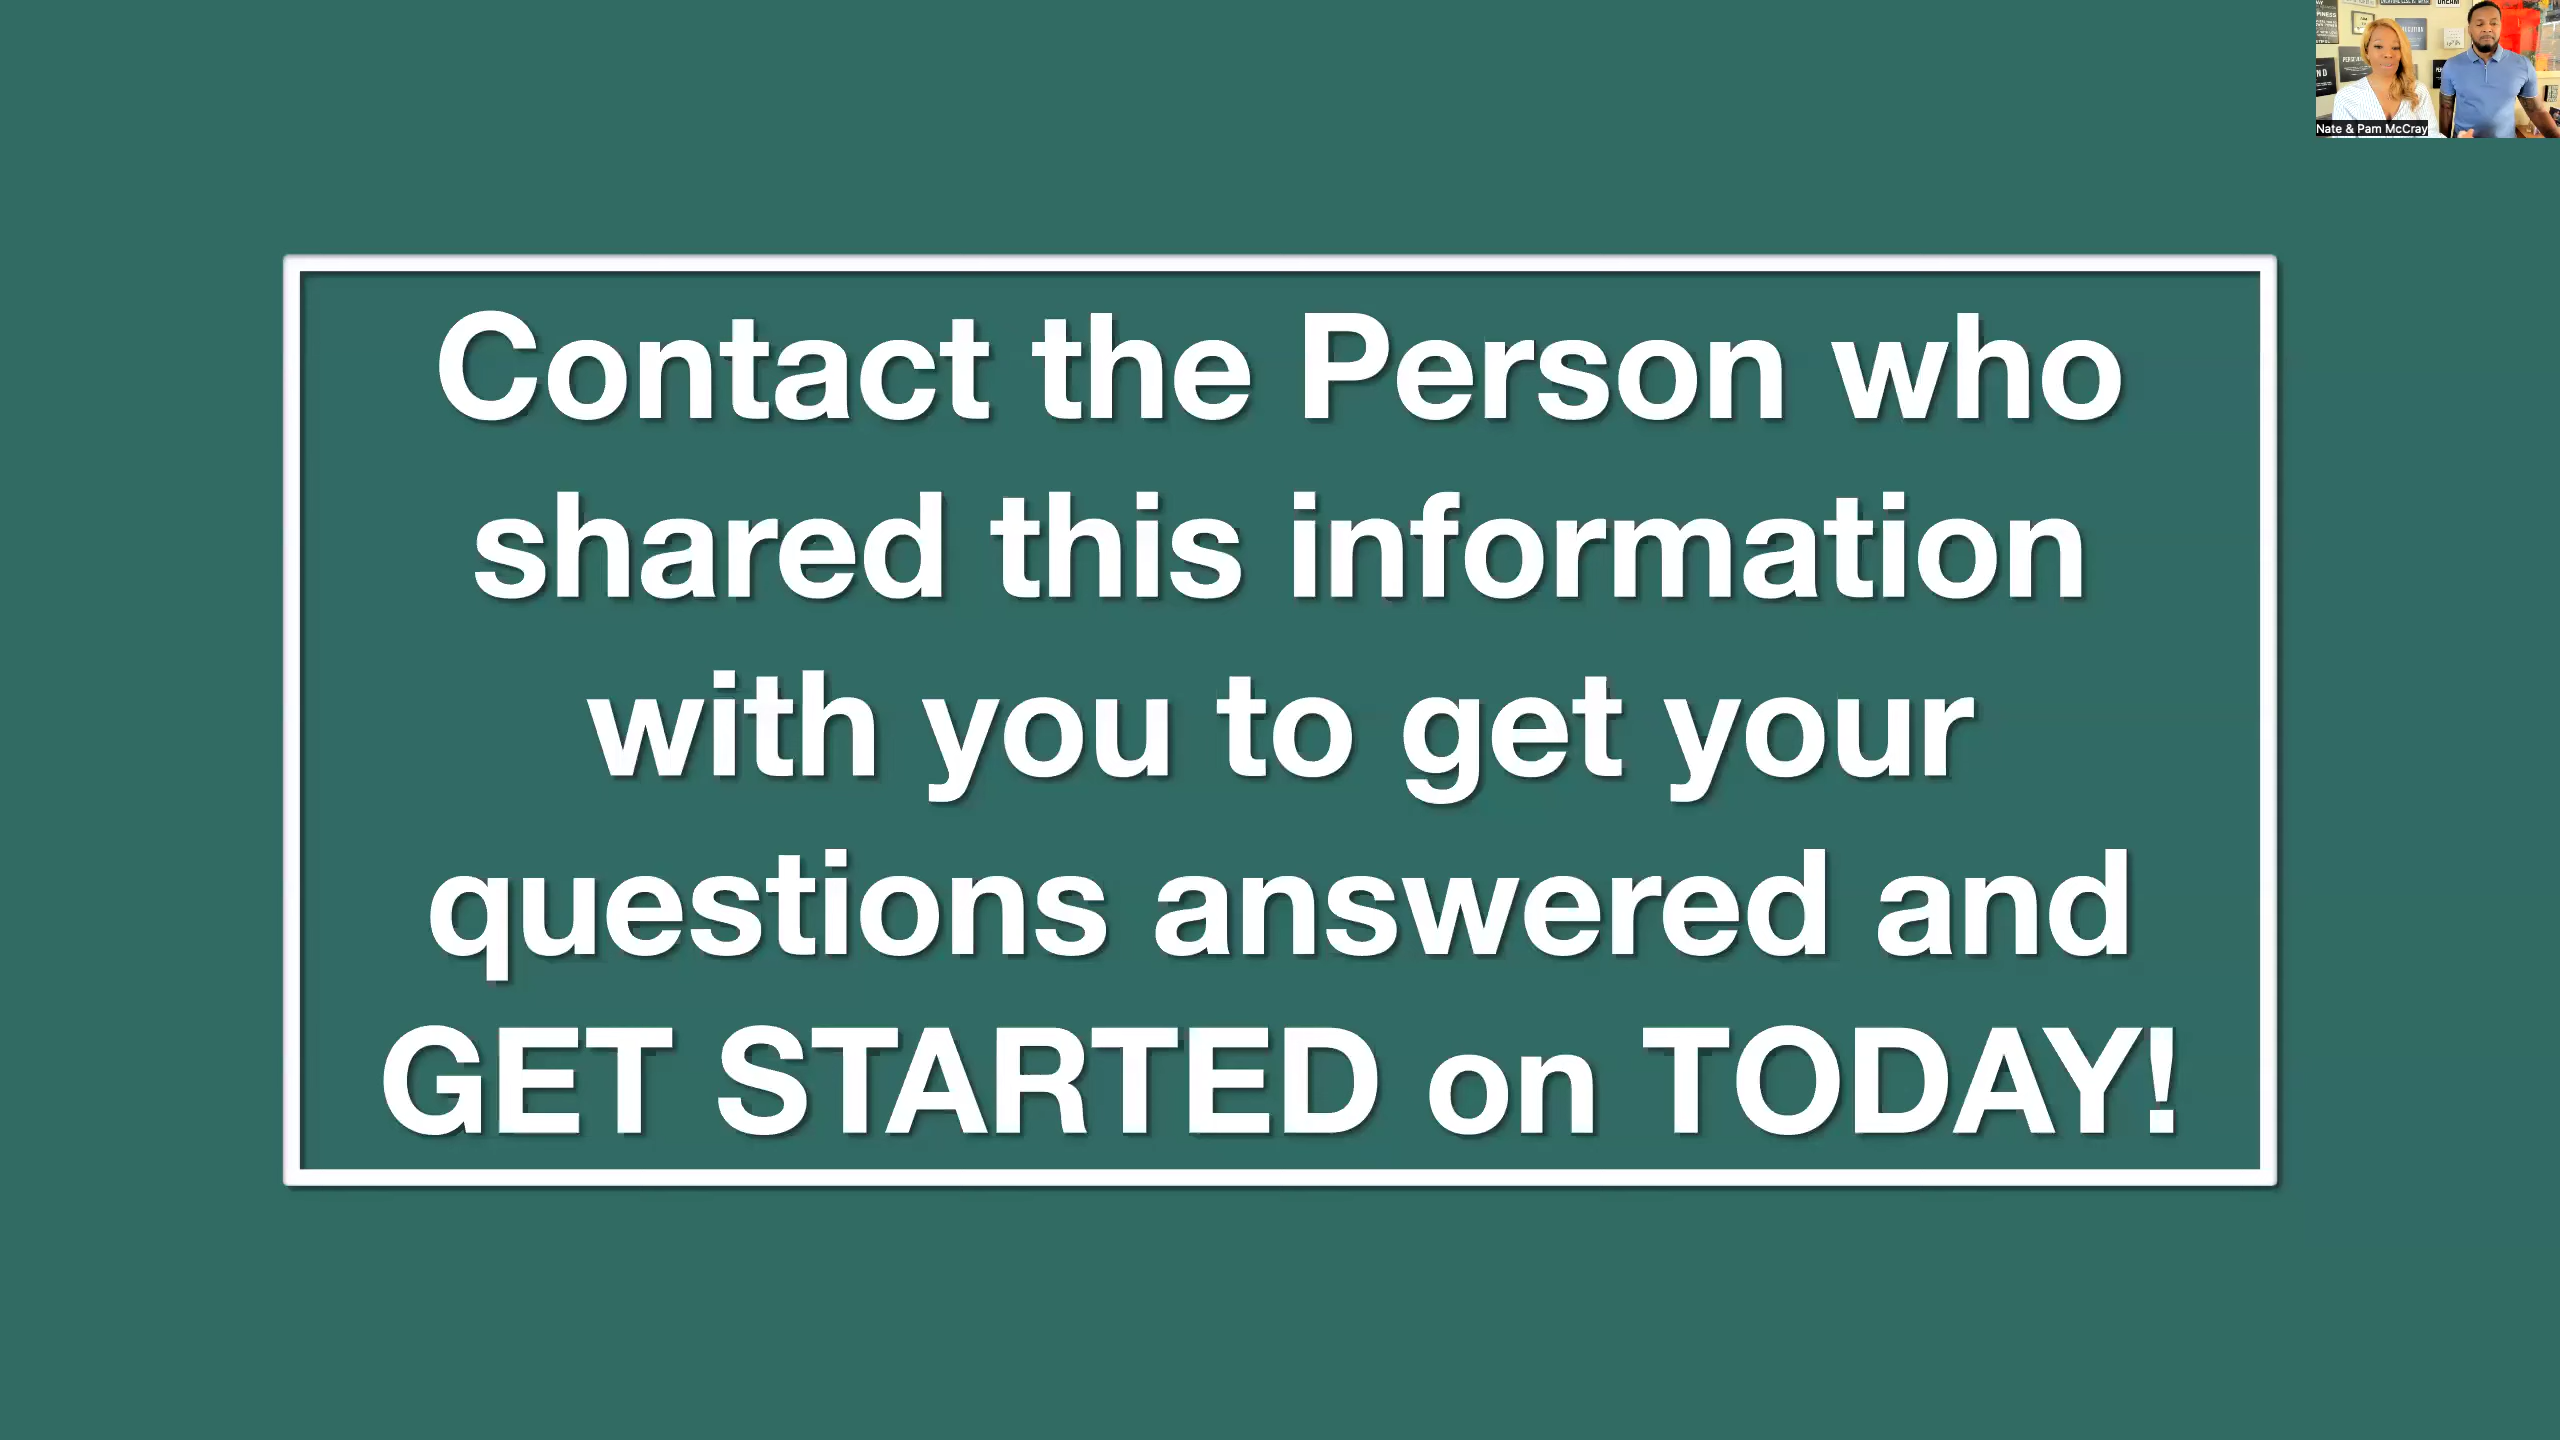 Nate & Pam McCray
Contact the Person who
shared this information
with you to get your
questions answered and
GET STARTED on TODAY!